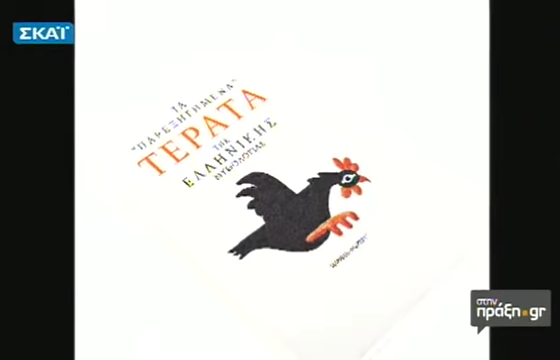 ΣΚΑΪ
ΤΑ
"ΠΑΡΕΞΗΓΗΜΕΝΑ"
ΤΕΡΑΤΑ
ΤΗΣ
ΕΛΛΗΝΙΚΗΣ
ΜΥΘΟΛΟΓΙΑΣ
στην
πράξη.gr